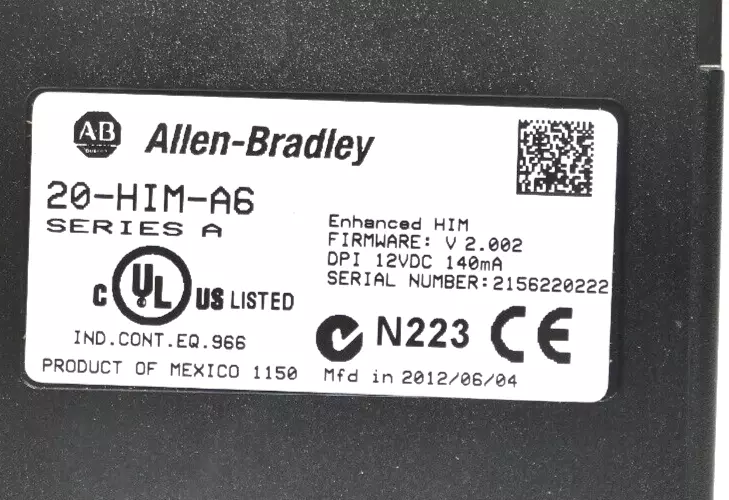 AB
Allen-Bradley
20-HIM-A6
SERIES A
Enhanced HIM
FIRMWARE: V 2.002
DPI 12VDC 140mA
SERIAL NUMBER:2156220222
C UL US LISTED
IND.CONT.EQ.966
N223 CE
PRODUCT OF MEXICO 1150
Mfd in 2012/06/04